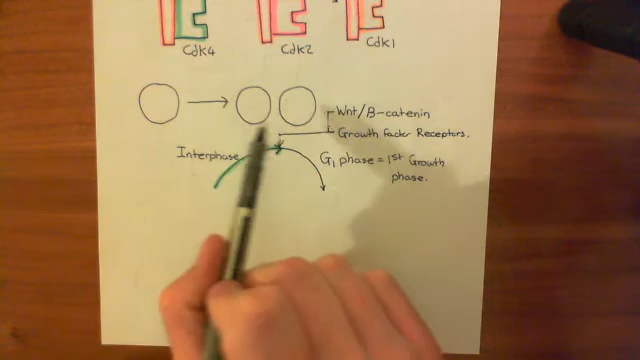 Cdk4
Cdk2
Cdk1
Wnt/B-catenin
Growth factor Receptors.
Interphase
G1 phase = 1st Growth
phase.